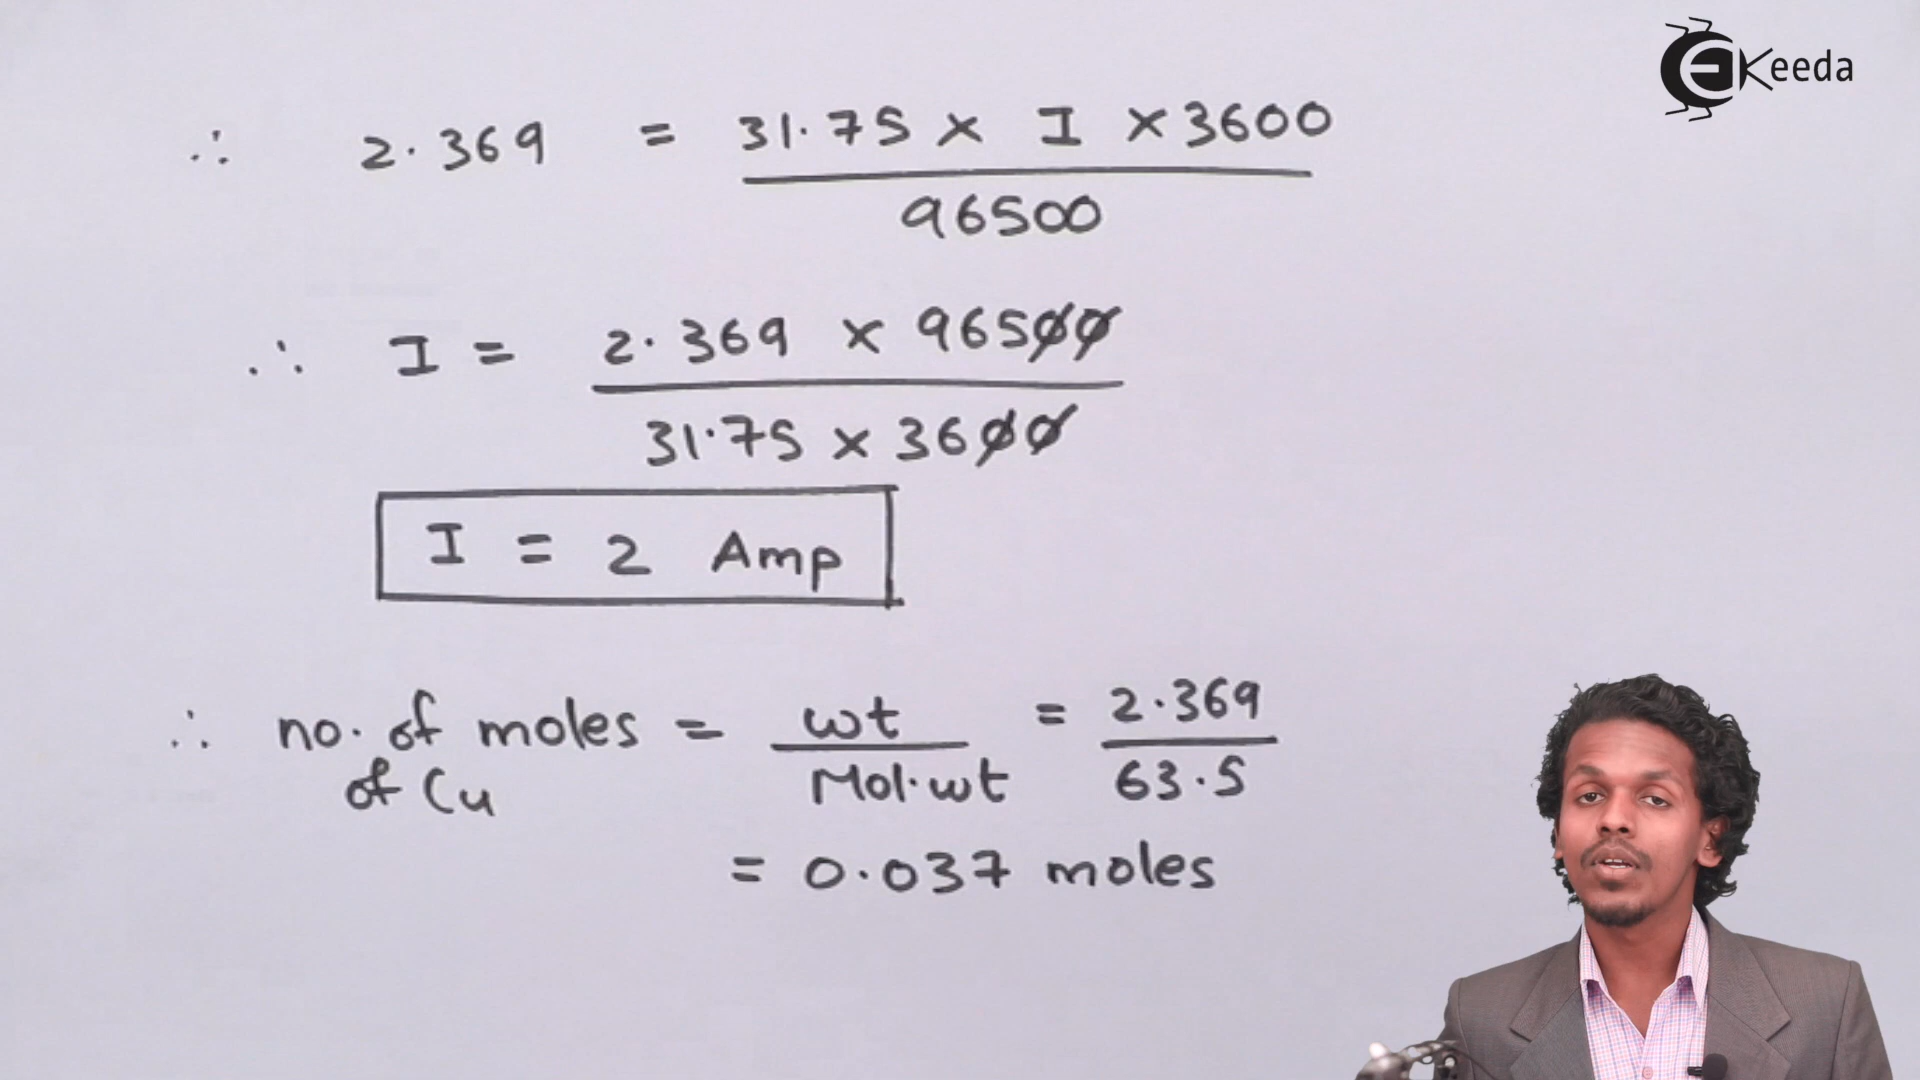 EKeeda
∴ 2.369 = 31.75 × I × 3600
96500
∴ I = 2.369 × 96500
31.75 × 3600
I = 2 Amp
∴ no. of moles = wt = 2.369
of Cu Mol.wt 63.5
= 0.037 moles